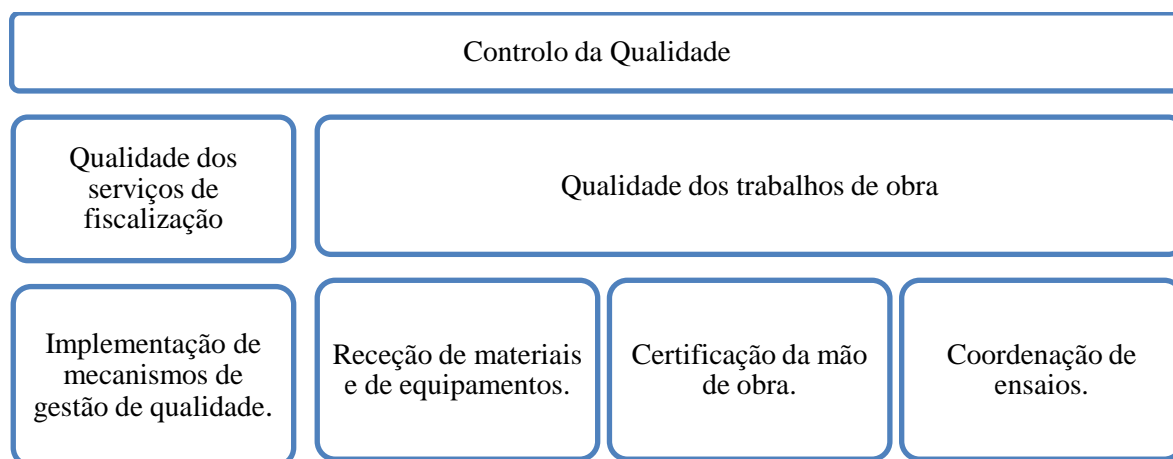 Controlo da Qualidade
Qualidade dos
serviços de
fiscalização
Qualidade dos trabalhos de obra
Implementação de
mecanismos de
gestão de qualidade.
Receção de materiais
e de equipamentos.
Certificação da mão
de obra.
Coordenação de
ensaios.